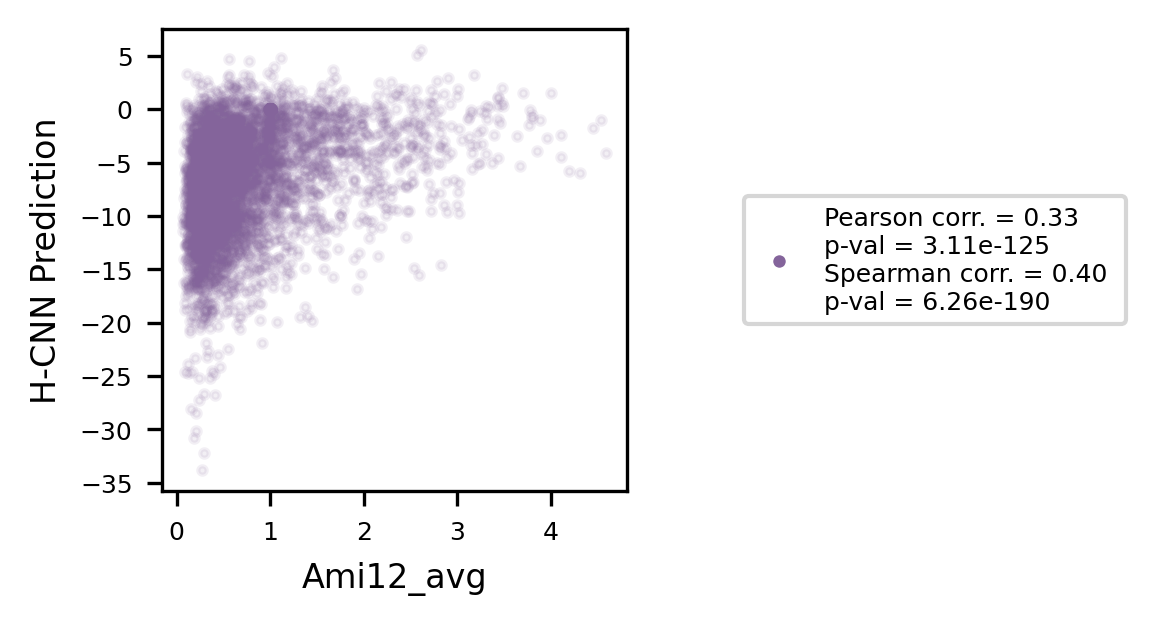 H-CNN Prediction
5
0
−5
−10
−15
−20
−25
−30
−35
0 1 2 3 4
Ami12_avg
Pearson corr. = 0.33
p-val = 3.11e-125
Spearman corr. = 0.40
p-val = 6.26e-190